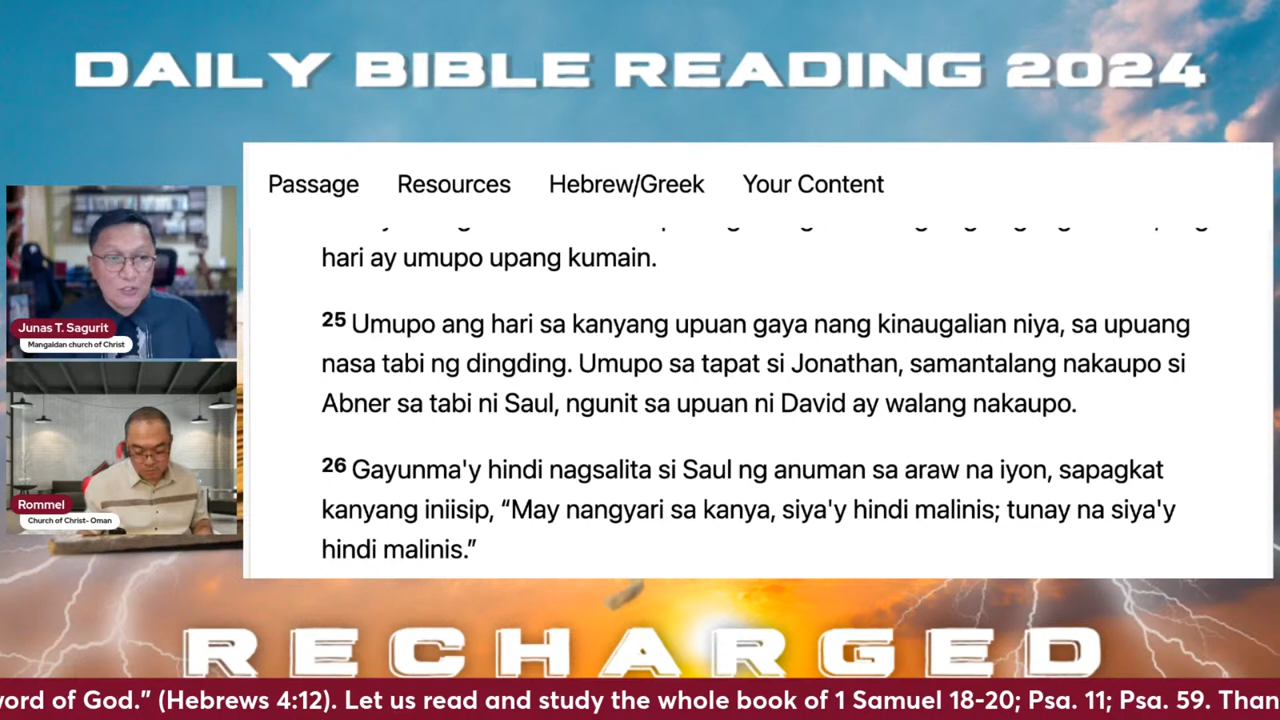 DAILY BIBLE READING 2024
Passage Resources Hebrew/Greek Your Content
hari ay umupo upang kumain.
25 Umupo ang hari sa kanyang upuan gaya nang kinaugalian niya, sa upuang
nasa tabi ng dingding. Umupo sa tapat si Jonathan, samantalang nakaupo si
Abner sa tabi ni Saul, ngunit sa upuan ni David ay walang nakaupo.
26 Gayunma'y hindi nagsalita si Saul ng anuman sa araw na iyon, sapagkat
kanyang iniisip, “May nangyari sa kanya, siya'y hindi malinis; tunay na siya'y
hindi malinis.”
Junas T. Sagurit
Mangaldan church of Christ
Rommel
Church of Christ- Oman
RECHARGED
word of God.” (Hebrews 4:12). Let us read and study the whole book of 1 Samuel 18-20; Psa. 11; Psa. 59. Than